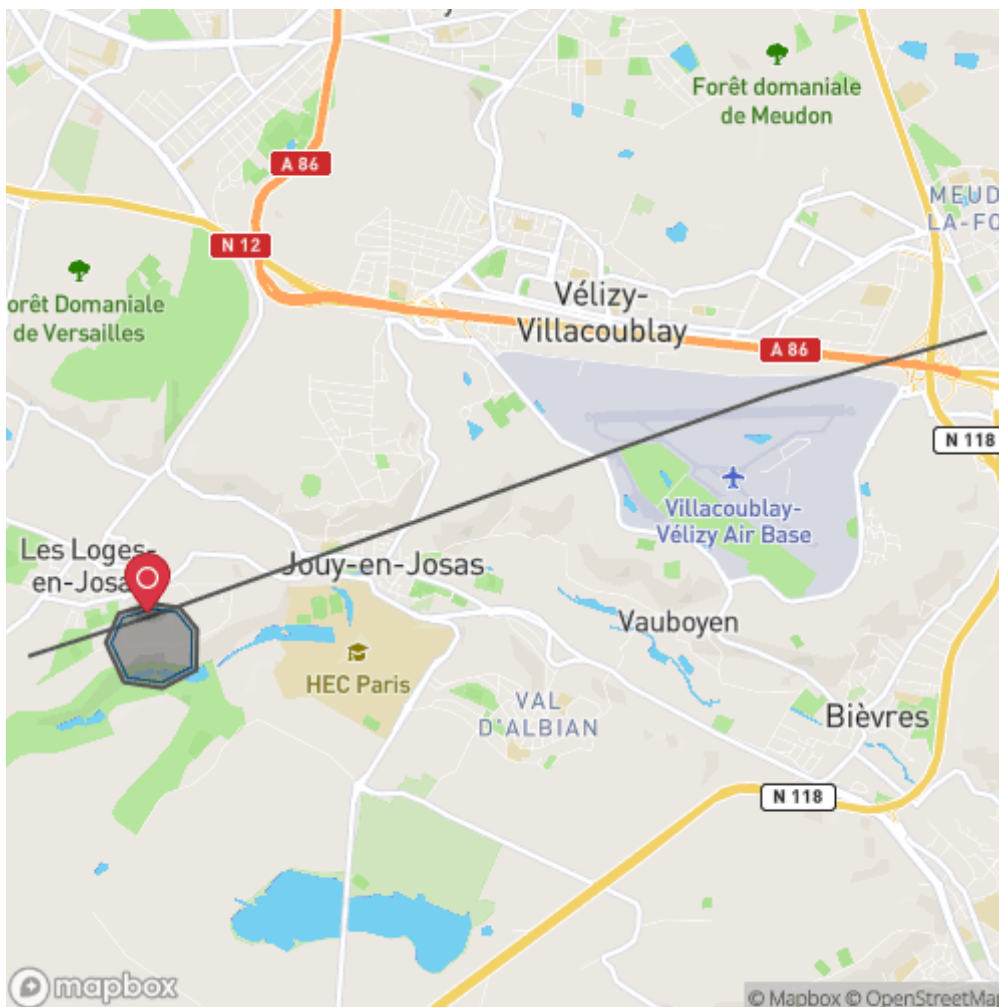 Forêt domaniale
de Meudon
A 86
MEUD
LA-FO
N 12
orêt Domaniale
de Versailles
Vélizy-
Villacoublay
A 86
N 118
Villacoublay-
Vélizy Air Base
Les Loges-
en-Josa
Jouy-en-Josas
Vauboyen
HEC Paris
VAL
D'ALBIAN
Bièvres
N 118
mapbox
© Mapbox © OpenStreetMap